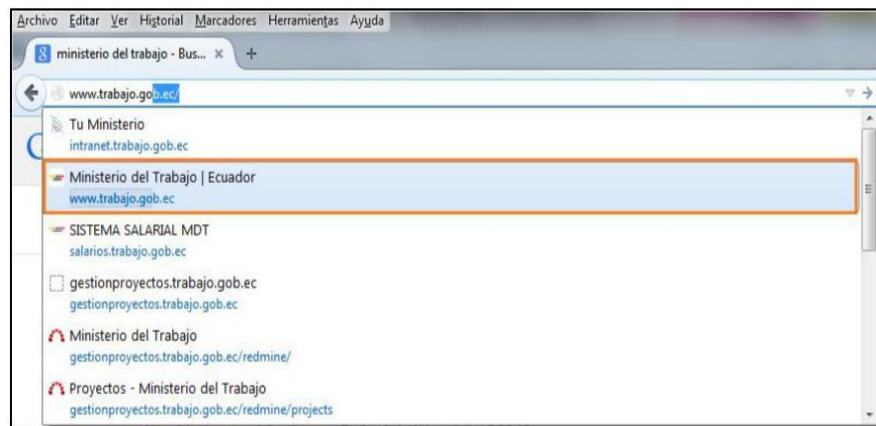 Archivo Editar Ver Historial Marcadores Herramientas Ayuda
ministerio del trabajo - Bus... × +
www.trabajo.gob.ec/
Tu Ministerio
intranet.trabajo.gob.ec
Ministerio del Trabajo | Ecuador
www.trabajo.gob.ec
SISTEMA SALARIAL MDT
salarios.trabajo.gob.ec
gestionproyectos.trabajo.gob.ec
gestionproyectos.trabajo.gob.ec
Ministerio del Trabajo
gestionproyectos.trabajo.gob.ec/redmine/
Proyectos - Ministerio del Trabajo
gestionproyectos.trabajo.gob.ec/redmine/projects